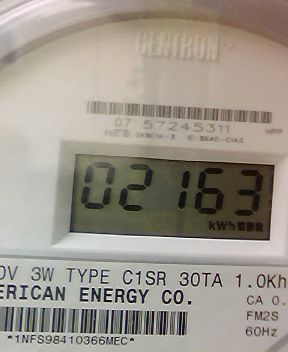 CENTRON
07 57245311
02163
kWh
0V 3W TYPE C1SR 30TA 1.0Kh
ERICAN ENERGY CO.
CA 0.
FM2S
60Hz
*1NFS98410366MEC*